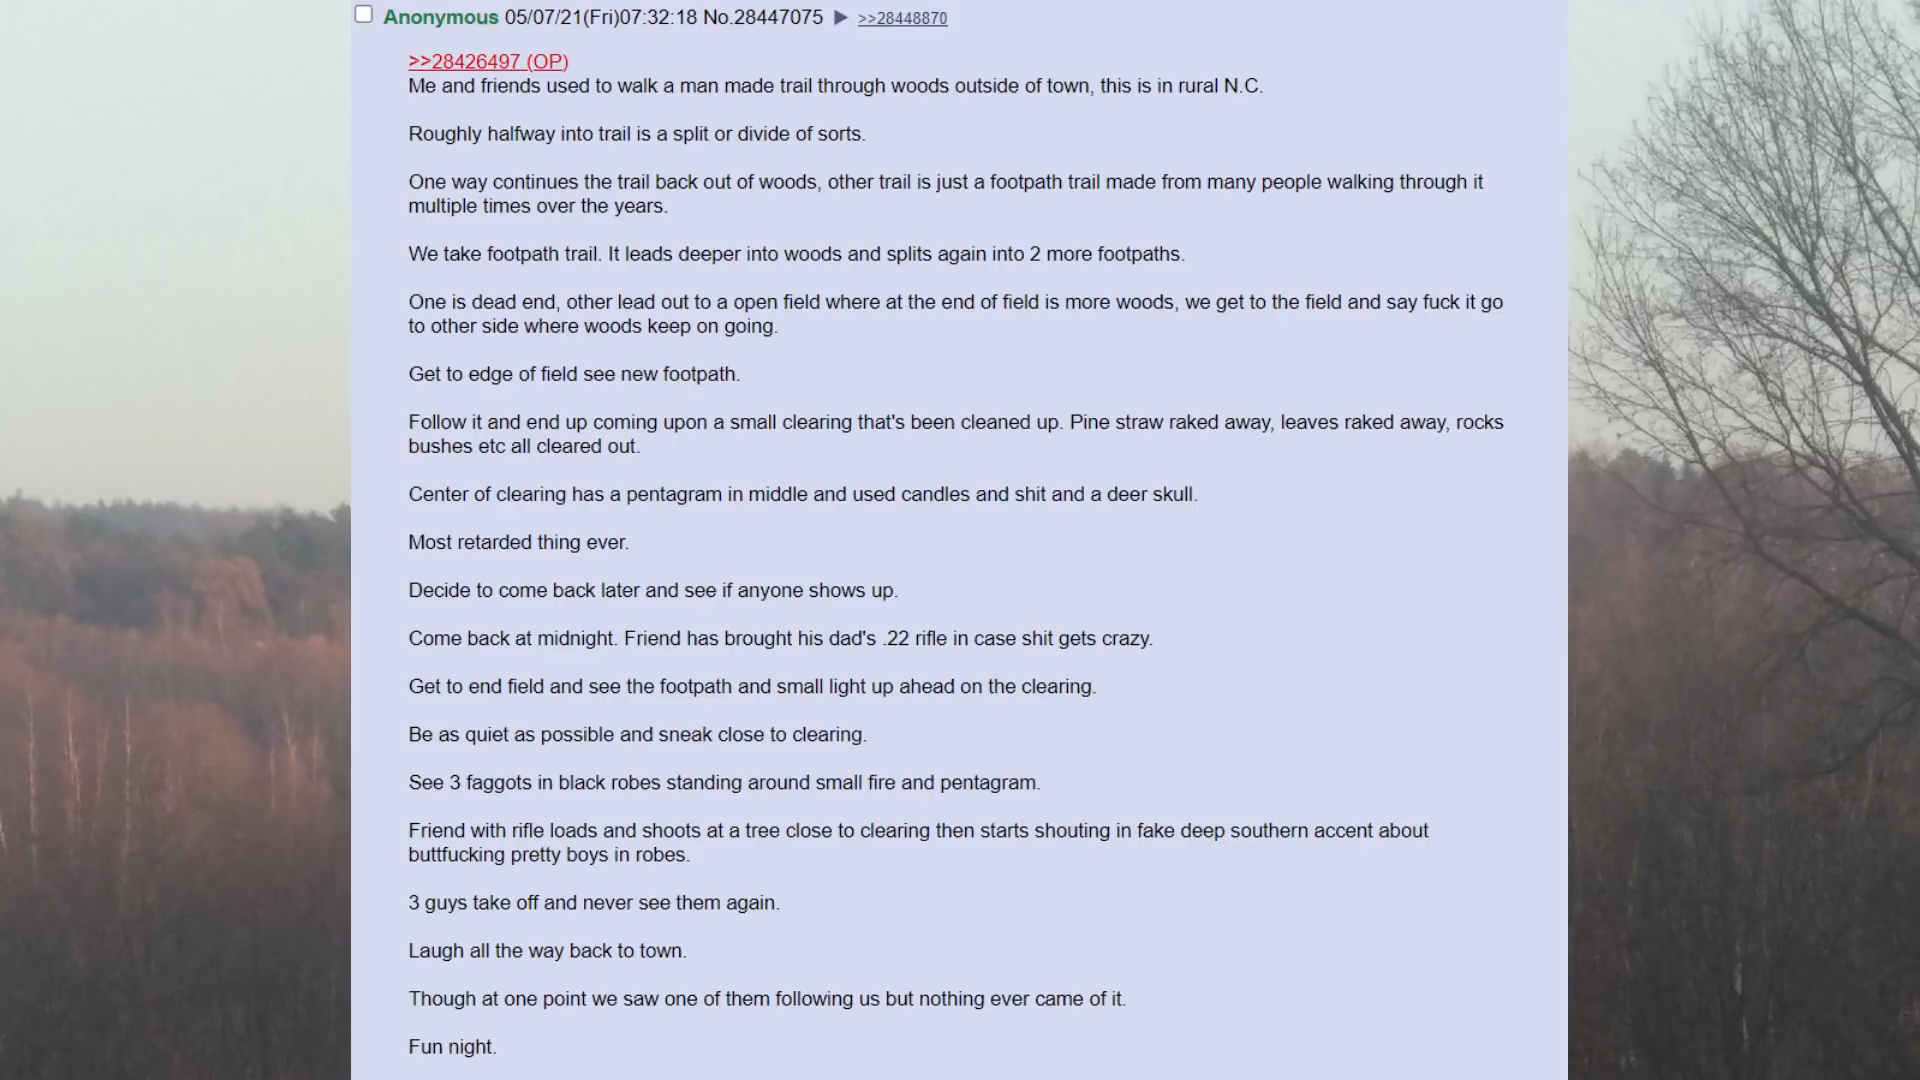 Anonymous 05/07/21(Fri)07:32:18 No.28447075 ▶ >>28448870
>>28426497 (OP)
Me and friends used to walk a man made trail through woods outside of town, this is in rural N.C.
Roughly halfway into trail is a split or divide of sorts.
One way continues the trail back out of woods, other trail is just a footpath trail made from many people walking through it
multiple times over the years.
We take footpath trail. It leads deeper into woods and splits again into 2 more footpaths.
One is dead end, other lead out to a open field where at the end of field is more woods, we get to the field and say fuck it go
to other side where woods keep on going.
Get to edge of field see new footpath.
Follow it and end up coming upon a small clearing that's been cleaned up. Pine straw raked away, leaves raked away, rocks
bushes etc all cleared out.
Center of clearing has a pentagram in middle and used candles and shit and a deer skull.
Most retarded thing ever.
Decide to come back later and see if anyone shows up.
Come back at midnight. Friend has brought his dad's .22 rifle in case shit gets crazy.
Get to end field and see the footpath and small light up ahead on the clearing.
Be as quiet as possible and sneak close to clearing.
See 3 faggots in black robes standing around small fire and pentagram.
Friend with rifle loads and shoots at a tree close to clearing then starts shouting in fake deep southern accent about
buttfucking pretty boys in robes.
3 guys take off and never see them again.
Laugh all the way back to town.
Though at one point we saw one of them following us but nothing ever came of it.
Fun night.